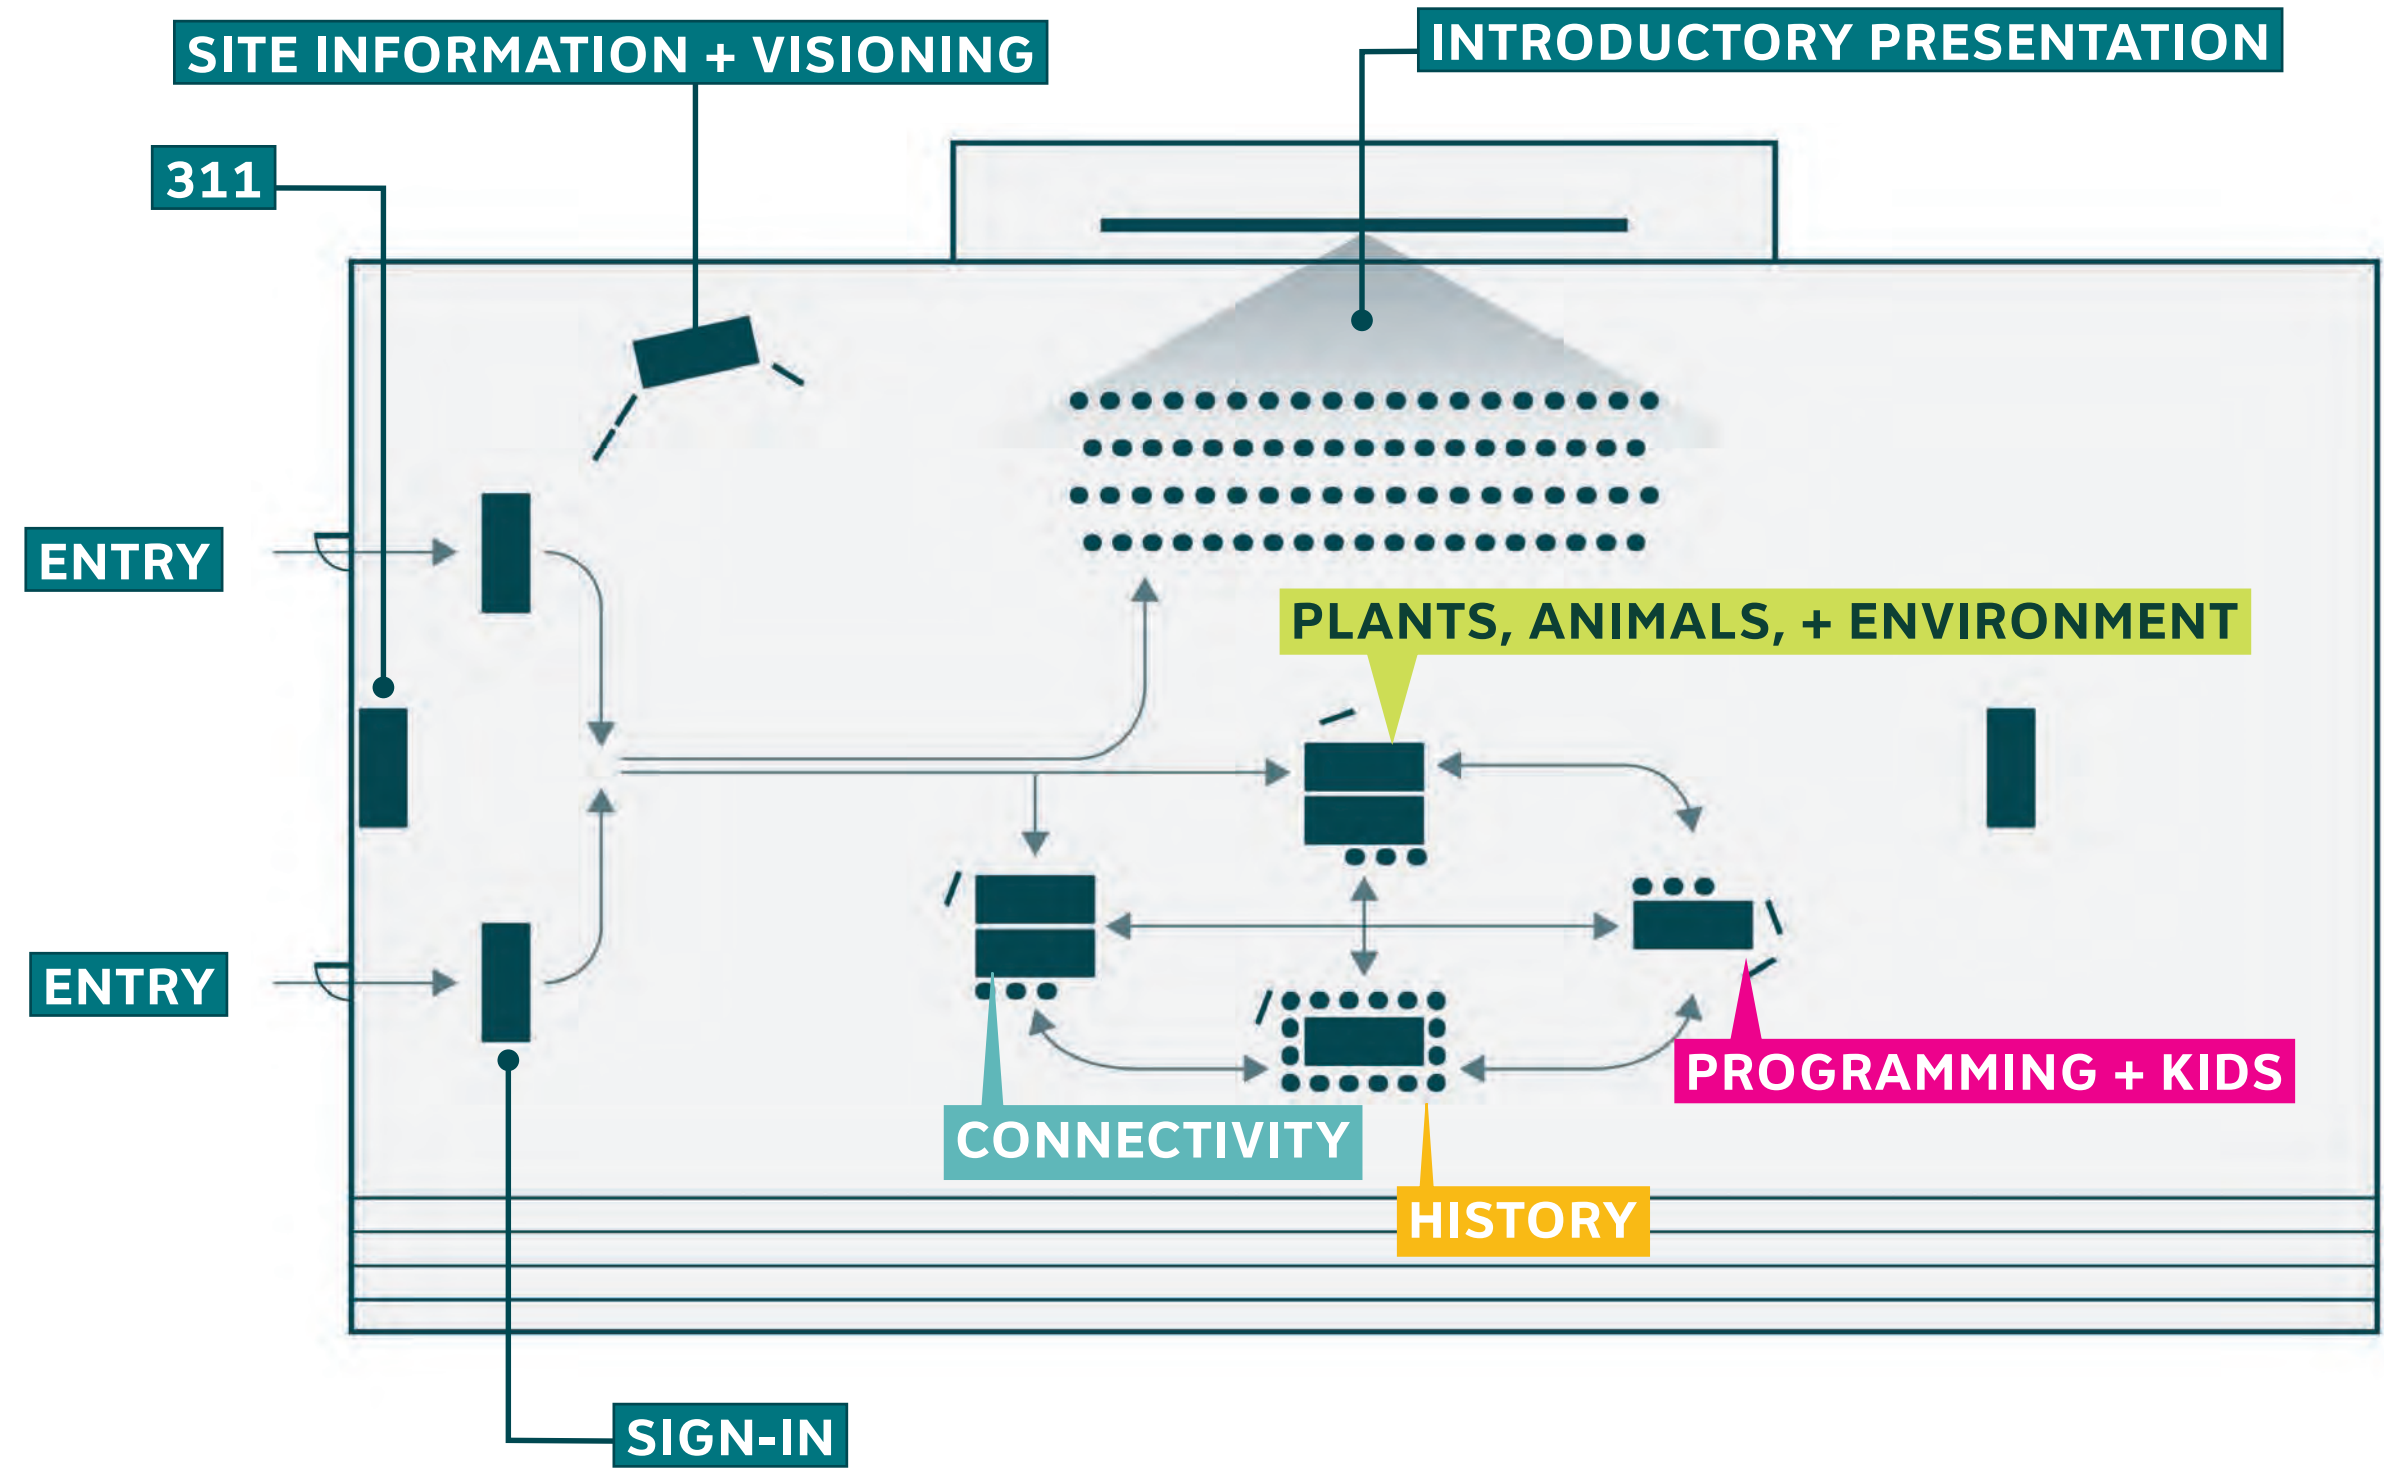 SITE INFORMATION + VISIONING
INTRODUCTORY PRESENTATION
311
ENTRY
PLANTS, ANIMALS, + ENVIRONMENT
ENTRY
PROGRAMMING + KIDS
CONNECTIVITY
HISTORY
SIGN-IN